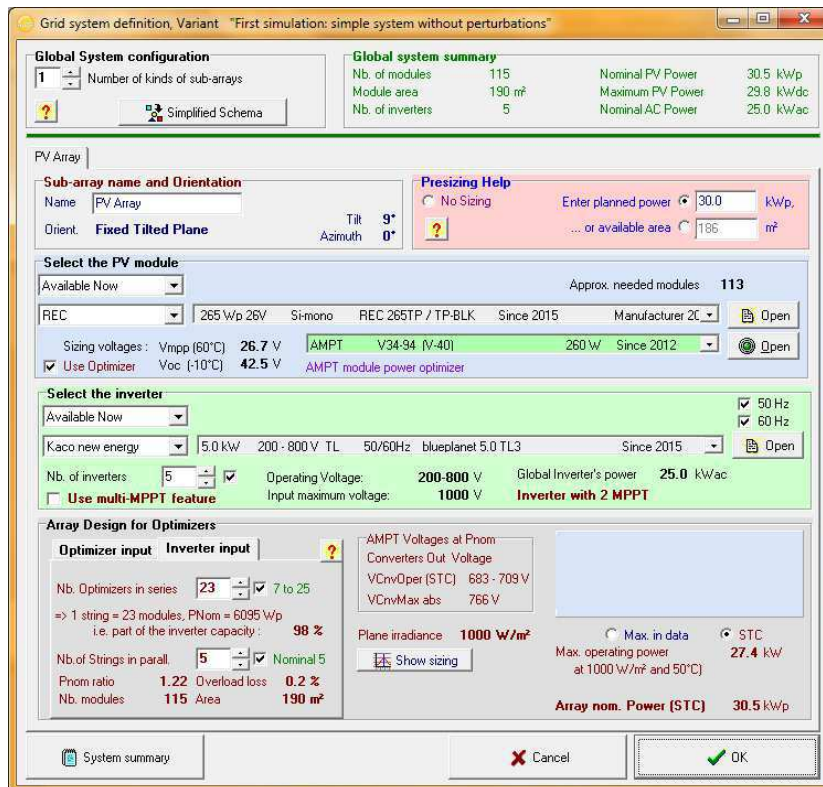 Grid system definition, Variant "First simulation: simple system without perturbations"
Global System configuration
1 Number of kinds of sub-arrays
? Simplified Schema
Global system summary
Nb. of modules 115 Nominal PV Power 30.5 kWp
Module area 190 m² Maximum PV Power 29.8 kWdc
Nb. of inverters 5 Nominal AC Power 25.0 kWac
PV Array
Sub-array name and Orientation
Name PV Array
Orient. Fixed Tilted Plane
Tilt 9°
Azimuth 0°
Presizing Help
No Sizing Enter planned power 30.0 kWp,
? ... or available area 186 m²
Select the PV module
Available Now Approx. needed modules 113
REC 265 Wp 26V Si-mono REC 265TP / TP-BLK Since 2015 Manufacturer 20 Open
Sizing voltages : Vmpp (60°C) 26.7 V AMPT V34-94 (V-40) 260 W Since 2012 Open
Use Optimizer Voc (-10°C) 42.5 V AMPT module power optimizer
Select the inverter
Available Now 50 Hz
60 Hz
Kaco new energy 5.0 kW 200 - 800 V TL 50/60Hz blueplanet 5.0 TL3 Since 2015 Open
Nb. of inverters 5 Operating Voltage: 200-800 V Global Inverter's power 25.0 kWac
Use multi-MPPT feature Input maximum voltage: 1000 V Inverter with 2 MPPT
Array Design for Optimizers
Optimizer input Inverter input ?
Nb. Optimizers in series 23 7 to 25
=> 1 string = 23 modules, PNom = 6095 Wp
i.e. part of the inverter capacity : 98 %
Nb.of Strings in parall. 5 Nominal 5
Pnom ratio 1.22 Overload loss 0.2 %
Nb. modules 115 Area 190 m²
AMPT Voltages at Pnom
Converters Out Voltage
VCnvOper (STC) 683 - 709 V
VCnvMax abs 766 V
Plane irradiance 1000 W/m²
Show sizing
Max. in data STC
Max. operating power 27.4 kW
at 1000 W/m² and 50°C)
Array nom. Power (STC) 30.5 kWp
System summary Cancel OK